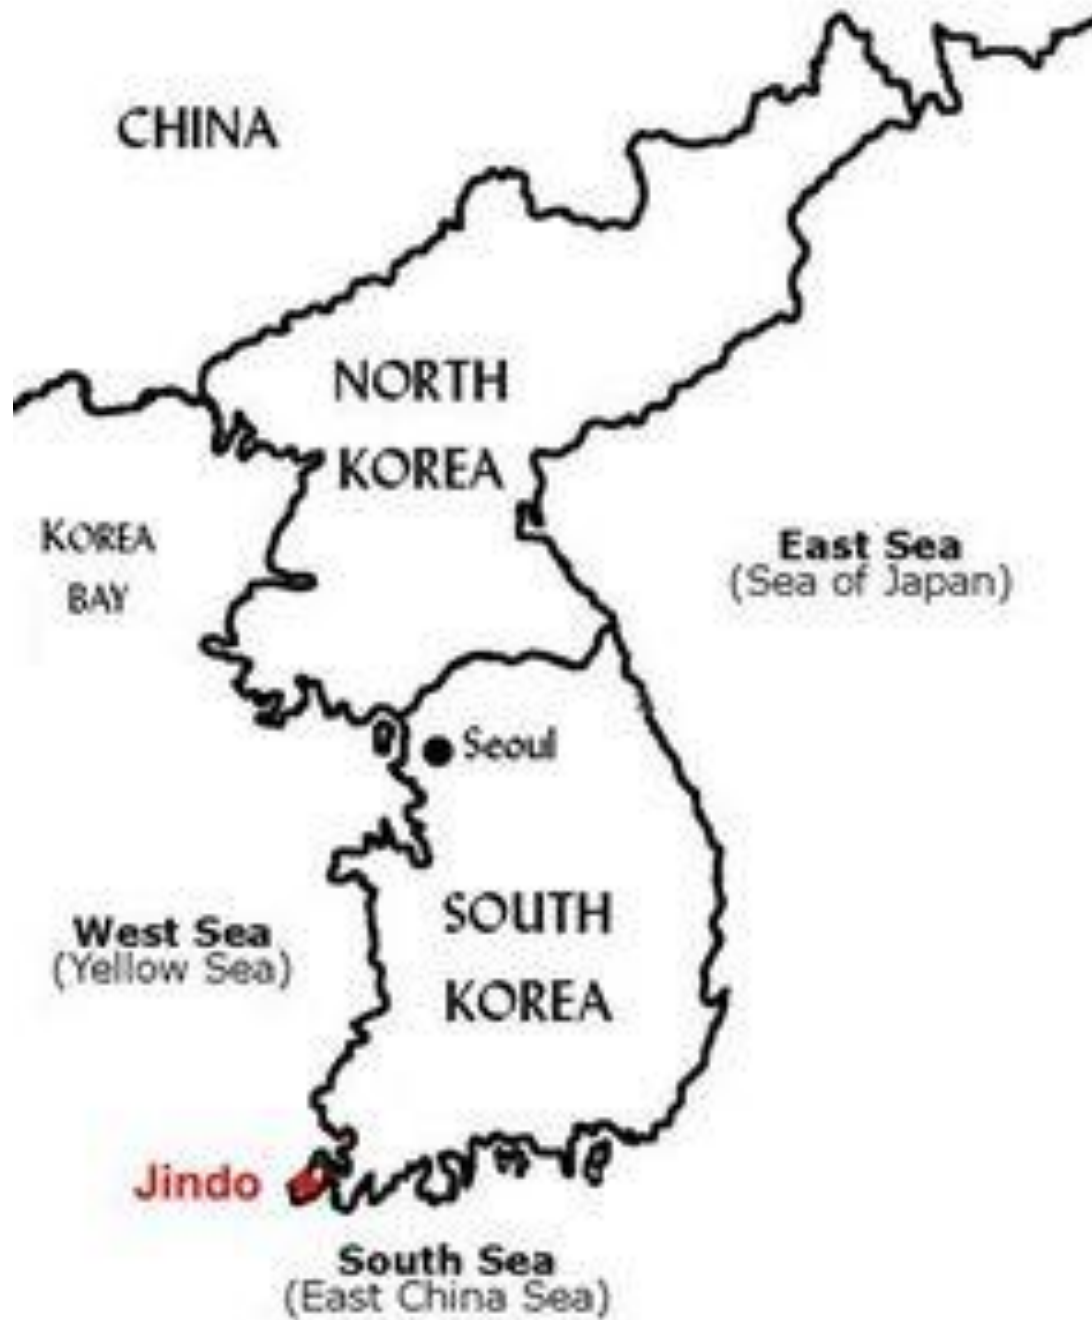 CHINA
NORTH
KOREA
KOREA
BAY
East Sea
(Sea of Japan)
Seoul
West Sea
(Yellow Sea)
SOUTH
KOREA
Jindo
South Sea
(East China Sea)